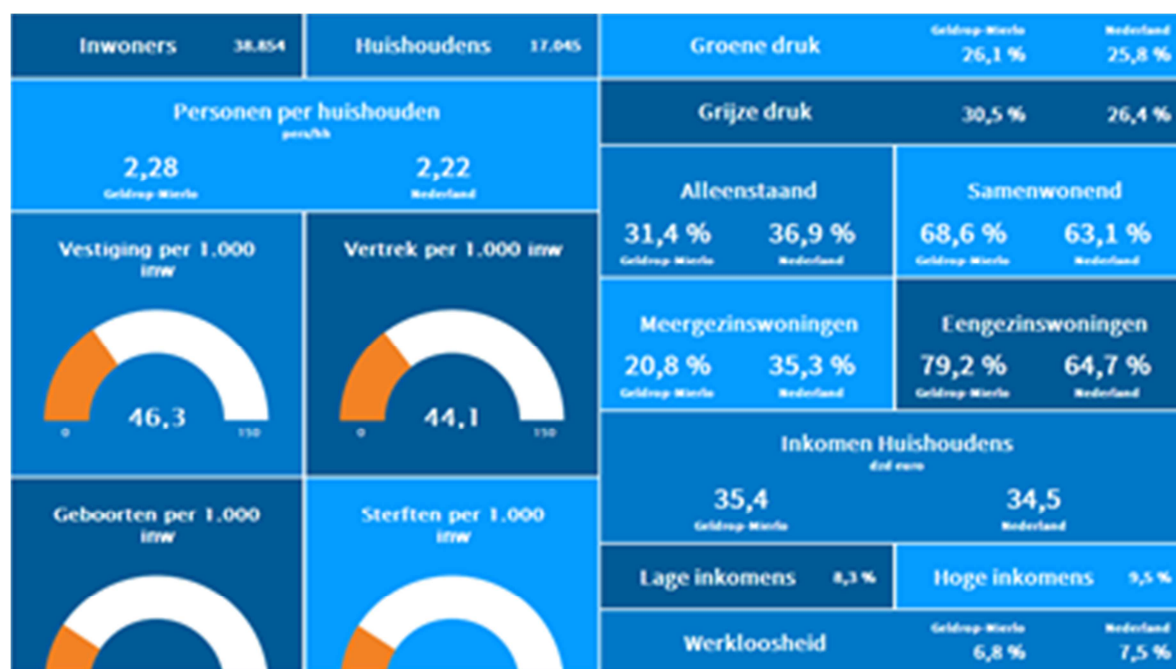 Inwoners 38.854
Huishoudens 17.045
Personen per huishouden
pers/hh
2,28 2,22
Geldrop-Mierlo Nederland
Vestiging per 1.000
inw
46,3
0 150
Vertrek per 1.000 inw
44,1
0 150
Geboorten per 1.000
inw
Sterften per 1.000
inw
Geldrop-Mierlo Nederland
Groene druk 26,1 % 25,8 %
Grijze druk 30,5 % 26,4 %
Alleenstaand
31,4 % 36,9 %
Geldrop-Mierlo Nederland
Samenwonend
68,6 % 63,1 %
Geldrop-Mierlo Nederland
Meergezinswoningen
20,8 % 35,3 %
Geldrop-Mierlo Nederland
Eengezinswoningen
79,2 % 64,7 %
Geldrop-Mierlo Nederland
Inkomen Huishoudens
dzd euro
35,4 34,5
Geldrop-Mierlo Nederland
Lage inkomens 8,3 %
Hoge inkomens 9,5 %
Geldrop-Mierlo Nederland
Werkloosheid 6,8 % 7,5 %